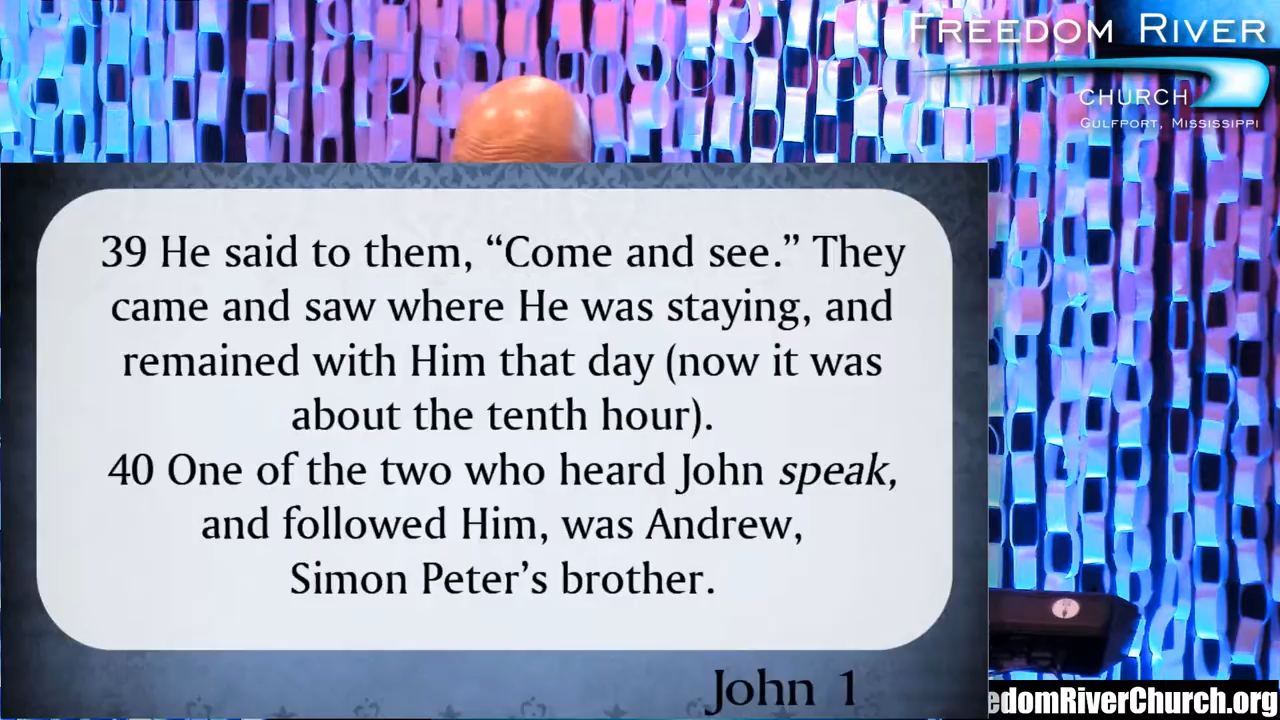 FREEDOM RIVER
CHURCH
GULFPORT, MISSISSIPPI
39 He said to them, “Come and see.” They
came and saw where He was staying, and
remained with Him that day (now it was
about the tenth hour).
40 One of the two who heard John speak,
and followed Him, was Andrew,
Simon Peter’s brother.
John 1
edomRiverChurch.org